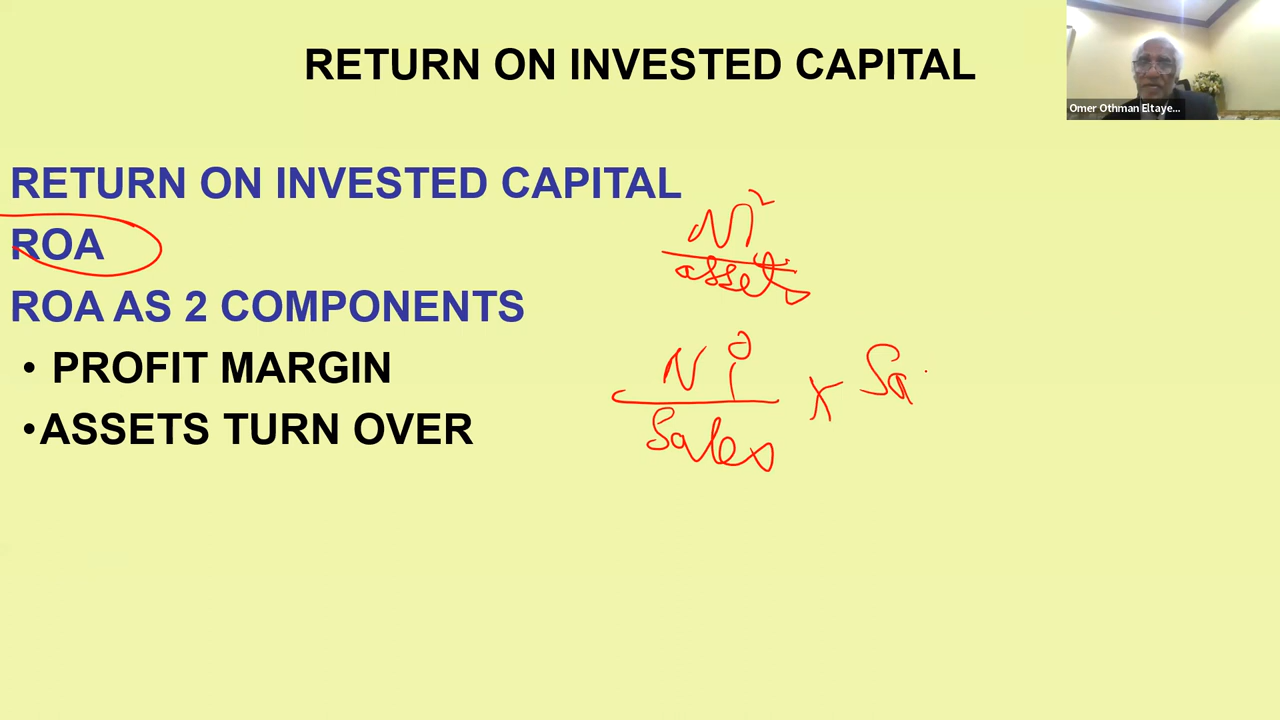 RETURN ON INVESTED CAPITAL
Omer Othman Eltaye...
RETURN ON INVESTED CAPITAL
ROA
ROA AS 2 COMPONENTS
• PROFIT MARGIN
•ASSETS TURN OVER
NI
assets
NI
Sales
x Sa